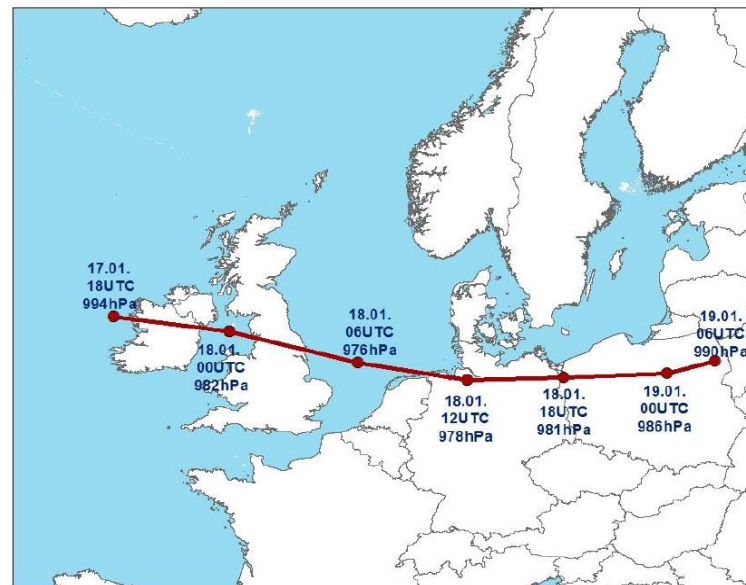 17.01.
18UTC
994hPa
18.01.
00UTC
982hPa
18.01.
06UTC
976hPa
18.01.
12UTC
978hPa
18.01.
18UTC
981hPa
19.01.
00UTC
986hPa
19.01.
06UTC
990hPa